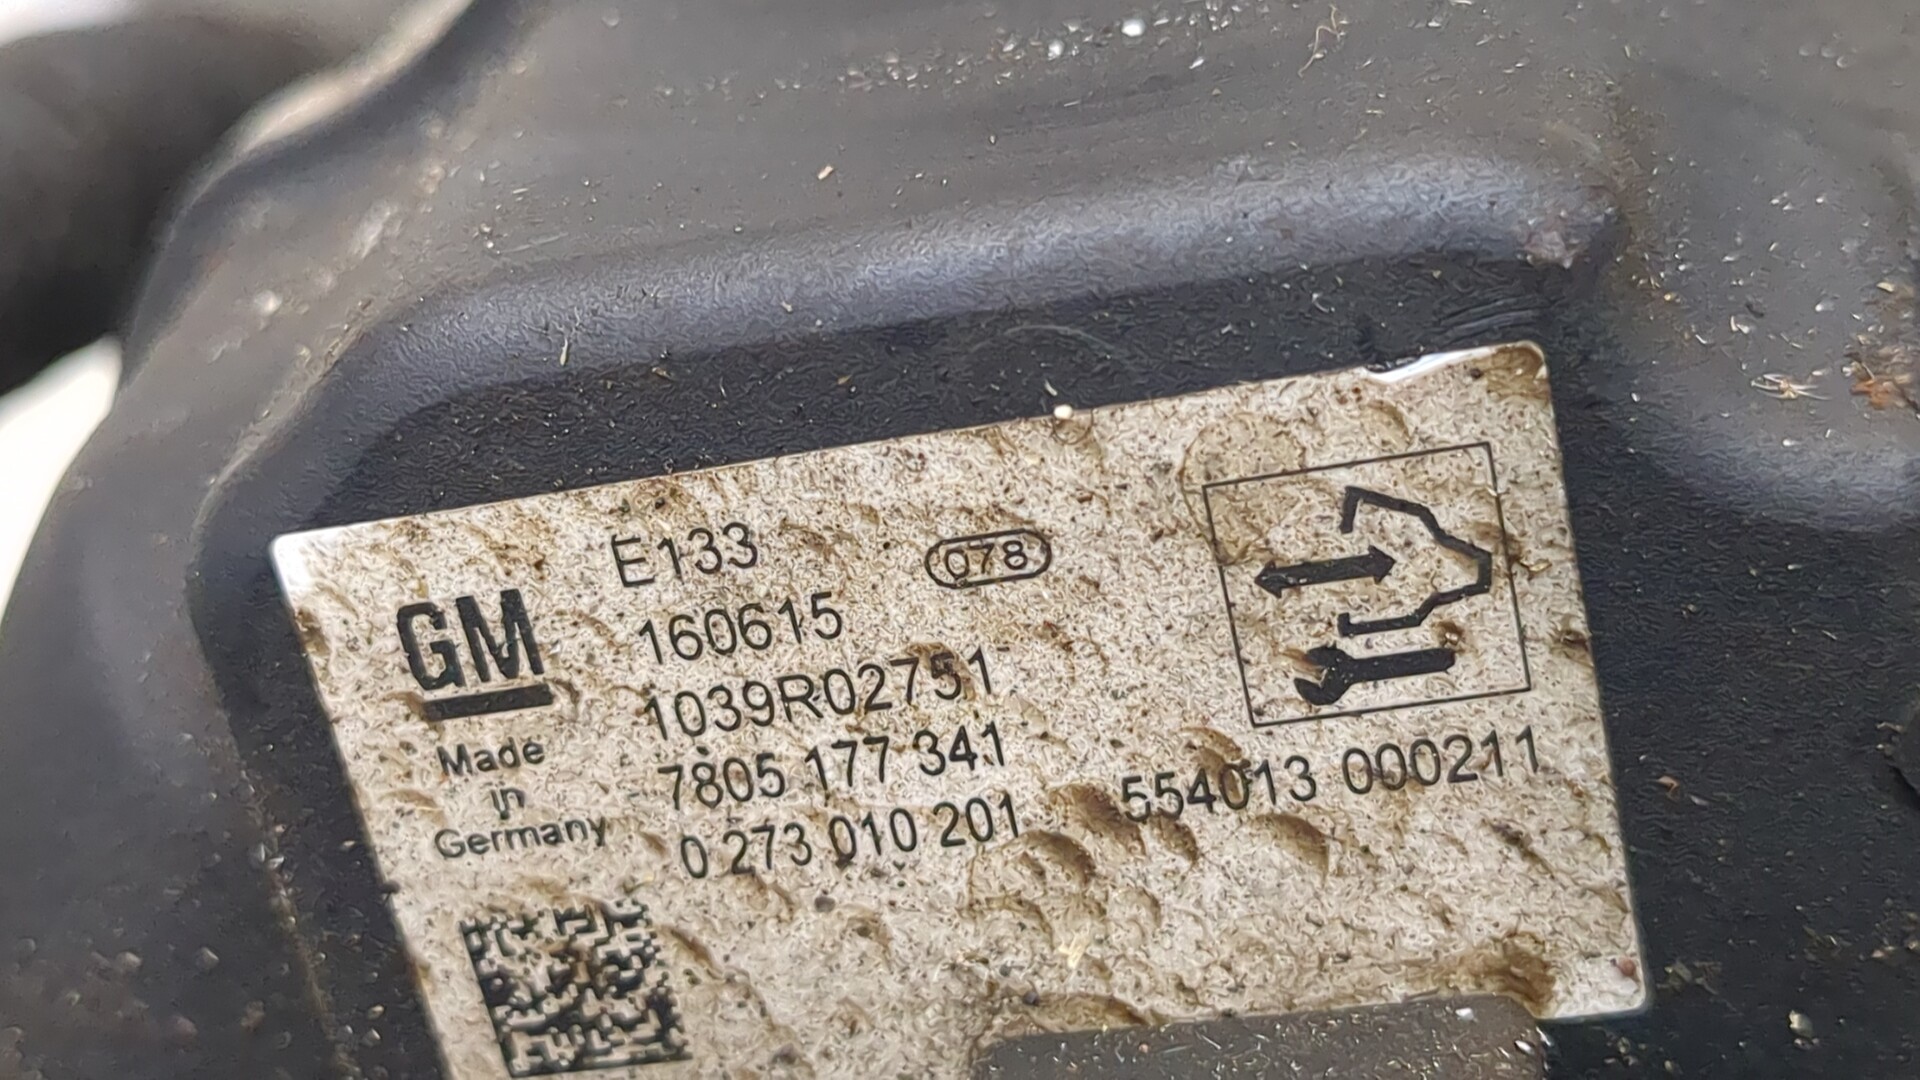 E133
078
GM
160615
1039R02751
Made
in
Germany
7805 177 341
554013 000211
0 273 010 201